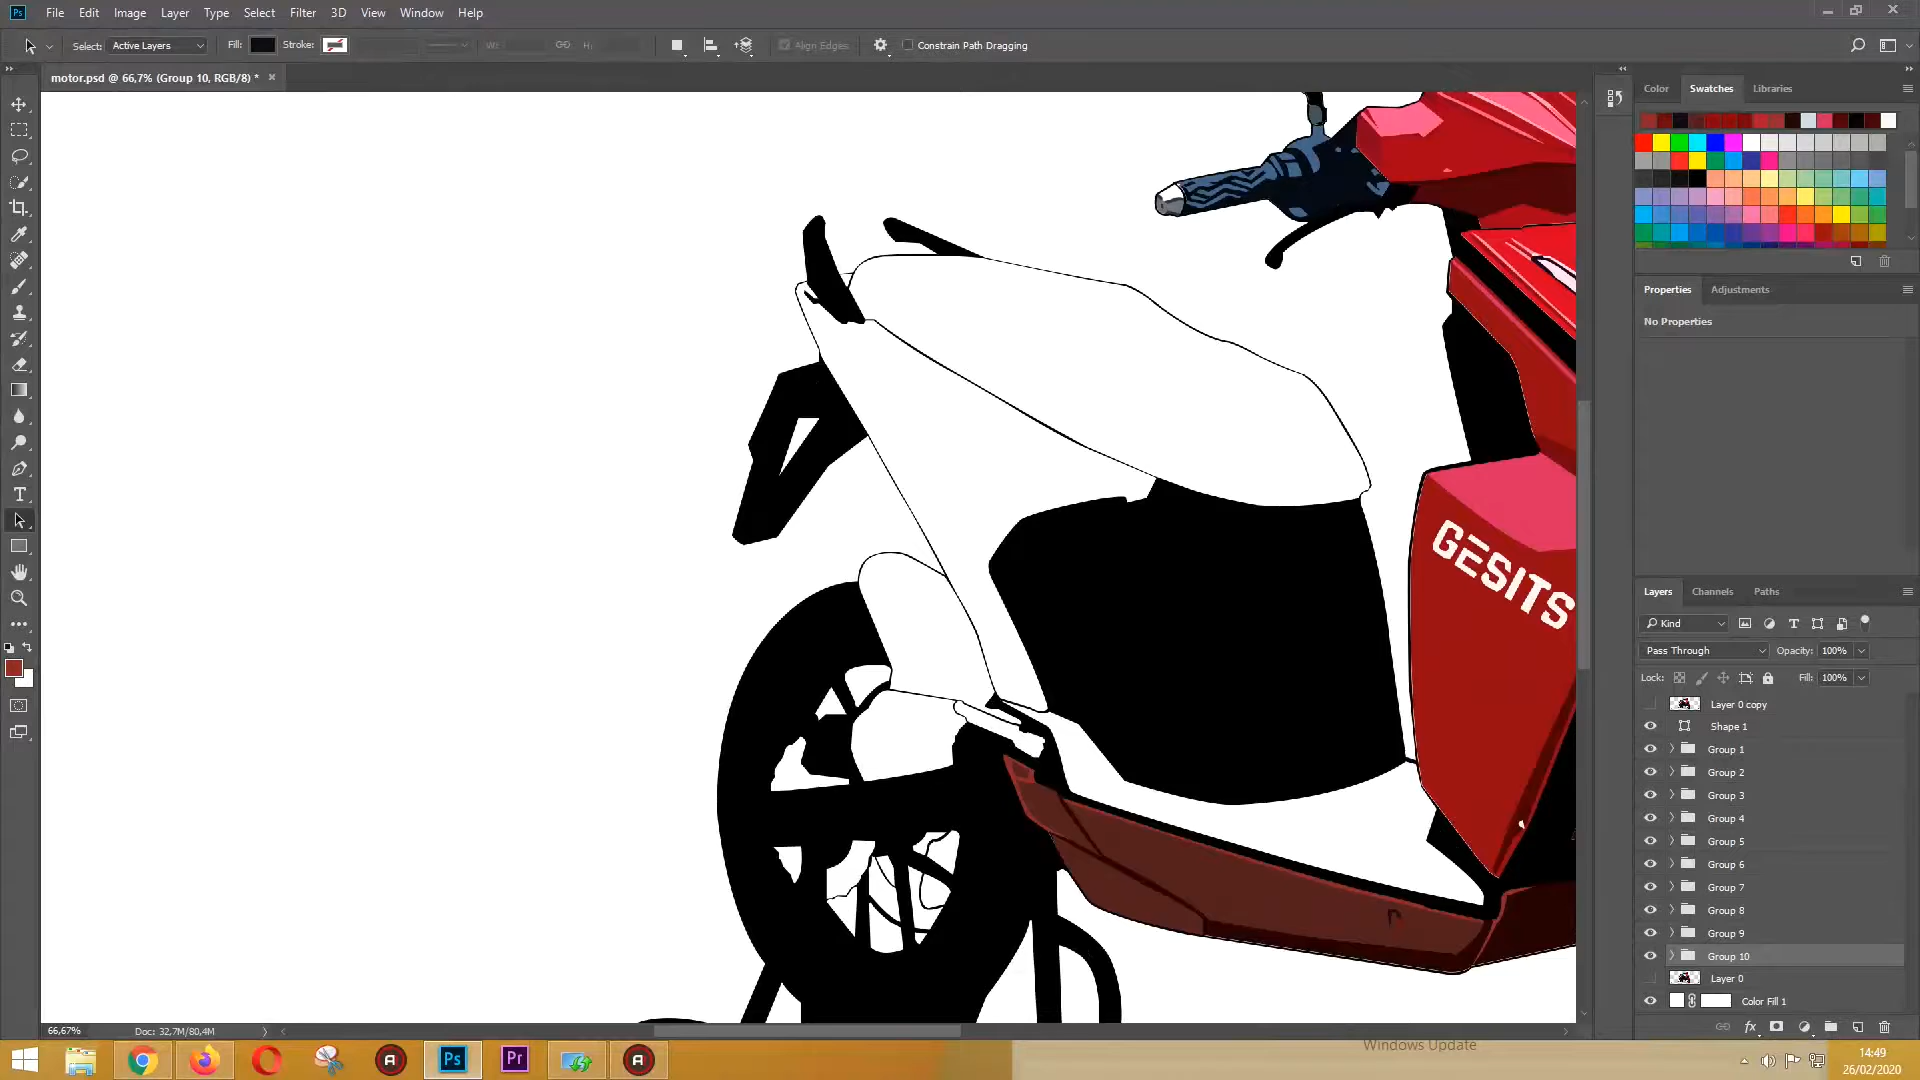 Ps File Edit Image Layer Type Select Filter 3D View Window Help
Select: Active Layers Fill: Stroke: W: H: Align Edges Constrain Path Dragging
motor.psd @ 66,7% (Group 10, RGB/8) *
Color Swatches Libraries
Properties Adjustments
No Properties
GESITS
Layers Channels Paths
Kind
Pass Through Opacity: 100%
Lock: Fill: 100%
Layer 0 copy
Shape 1
Group 1
Group 2
Group 3
Group 4
Group 5
Group 6
Group 7
Group 8
Group 9
Group 10
Layer 0
Color Fill 1
fx
66,67% Doc: 32,7M/80,4M
Windows Update
Ps Pr
14:49
26/02/2020